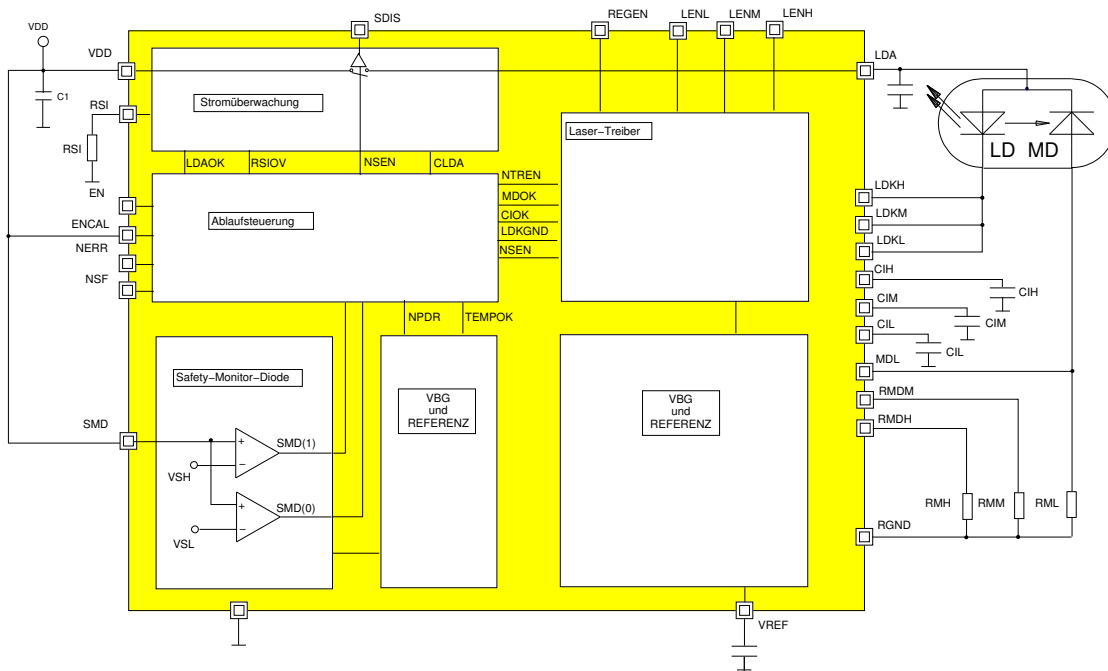 SDIS
REGEN
LENL
LENM
LENH
VDD
VDD
LDA
C1
Stromüberwachung
RSI
Laser-Treiber
RSI
LD MD
LDAOK
RSIOV
NSEN
CLDA
EN
NTREN
MDOK
CIOK
LDKGND
NSEN
LDKH
Ablaufsteuerung
ENCAL
LDKM
NERR
LDKL
NSF
CIH
CIH
CIM
CIM
NPDR
TEMPOK
CIL
CIL
MDL
Safety-Monitor-Diode
RMDM
VBG
und
REFERENZ
VBG
und
REFERENZ
RMDH
SMD
+
−
SMD(1)
VSH
RMH
RMM
RML
+
−
SMD(0)
VSL
RGND
VREF